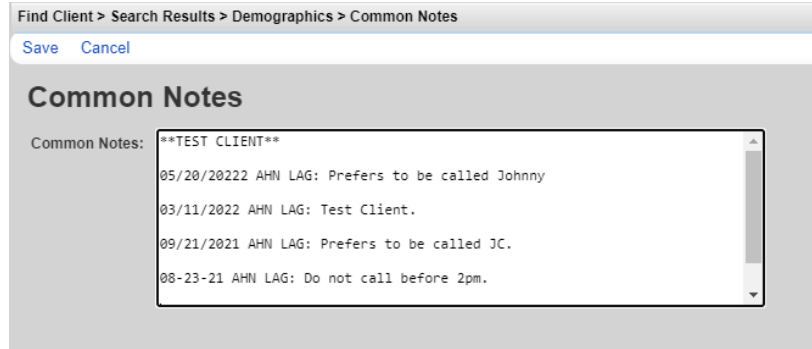 Find Client > Search Results > Demographics > Common Notes
Save Cancel
Common Notes
Common Notes: **TEST CLIENT**
05/20/20222 AHN LAG: Prefers to be called Johnny
03/11/2022 AHN LAG: Test Client.
09/21/2021 AHN LAG: Prefers to be called JC.
08-23-21 AHN LAG: Do not call before 2pm.